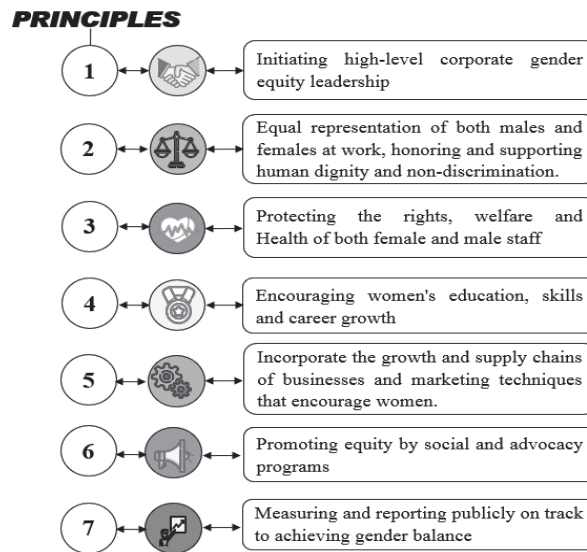 PRINCIPLES
1
Initiating high-level corporate gender
equity leadership
2
Equal representation of both males and
females at work, honoring and supporting
human dignity and non-discrimination.
3
Protecting the rights, welfare and
Health of both female and male staff
4
Encouraging women's education, skills
and career growth
5
Incorporate the growth and supply chains
of businesses and marketing techniques
that encourage women.
6
Promoting equity by social and advocacy
programs
7
Measuring and reporting publicly on track
to achieving gender balance